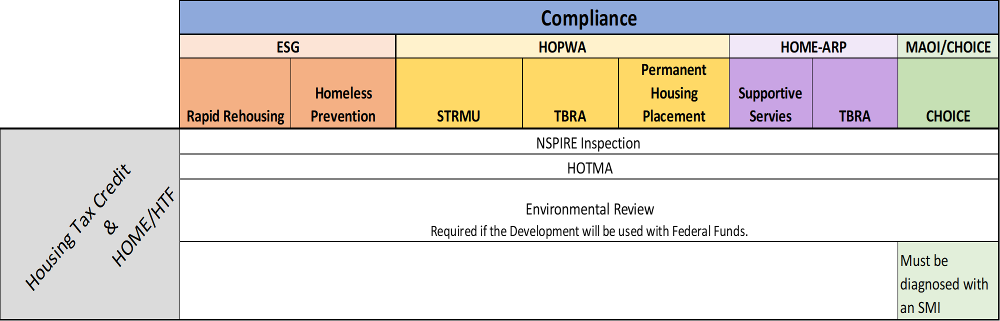 Compliance
ESG
HOPWA
HOME-ARP
MAOI/CHOICE
Rapid Rehousing
Homeless
Prevention
STRMU
TBRA
Permanent
Housing
Placement
Supportive
Servies
TBRA
CHOICE
Housing Tax Credit
&
HOME/HTF
NSPIRE Inspection
HOTMA
Environmental Review
Required if the Development will be used with Federal Funds.
Must be
diagnosed with
an SMI